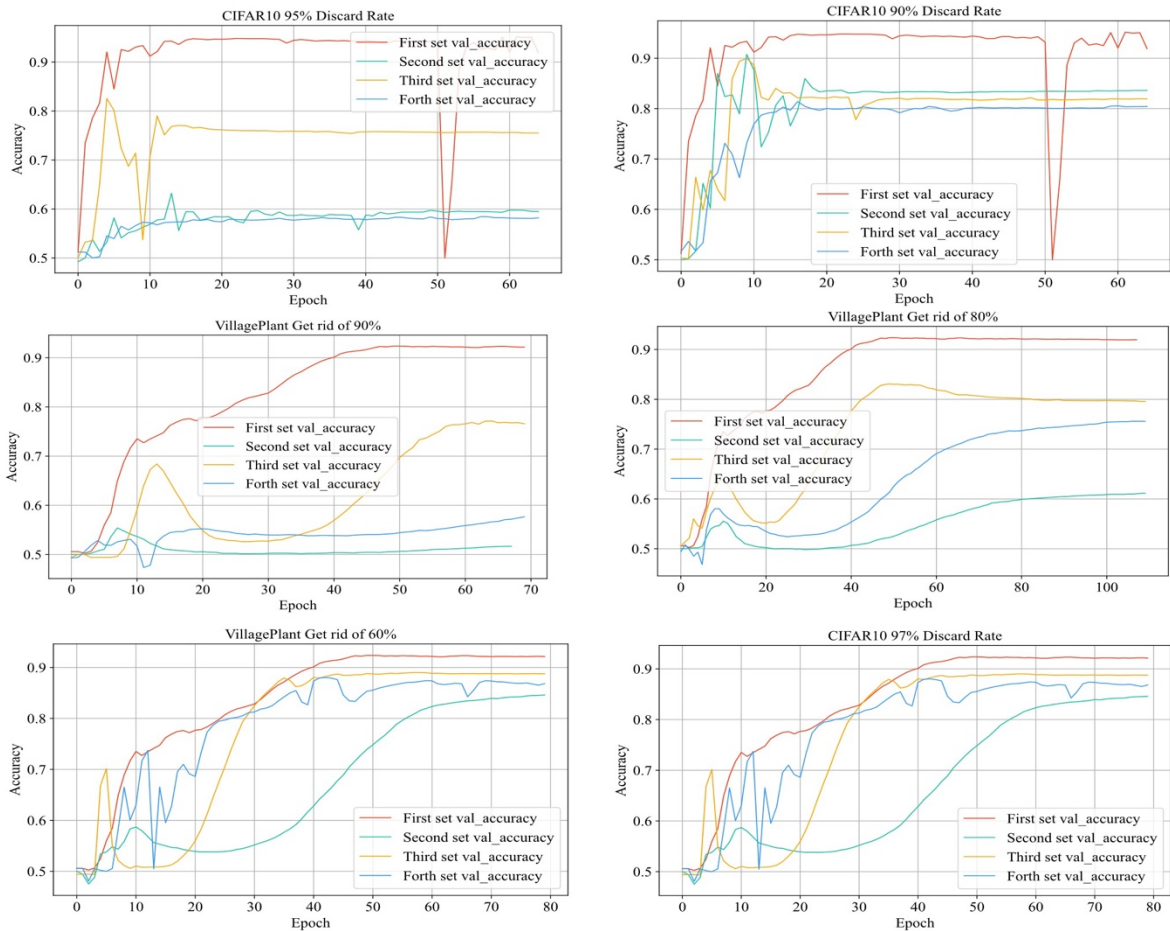 CIFAR10 95% Discard Rate
Accuracy
0.9
0.8
0.7
0.6
0.5
First set val_accuracy
Second set val_accuracy
Third set val_accuracy
Forth set val_accuracy
0 10 20 30 40 50 60
Epoch
CIFAR10 90% Discard Rate
Accuracy
0.9
0.8
0.7
0.6
0.5
First set val_accuracy
Second set val_accuracy
Third set val_accuracy
Forth set val_accuracy
0 10 20 30 40 50 60
Epoch
VillagePlant Get rid of 90%
Accuracy
0.9
0.8
0.7
0.6
0.5
First set val_accuracy
Second set val_accuracy
Third set val_accuracy
Forth set val_accuracy
0 10 20 30 40 50 60 70
Epoch
VillagePlant Get rid of 80%
Accuracy
0.9
0.8
0.7
0.6
0.5
First set val_accuracy
Second set val_accuracy
Third set val_accuracy
Forth set val_accuracy
0 20 40 60 80 100
Epoch
VillagePlant Get rid of 60%
Accuracy
0.9
0.8
0.7
0.6
0.5
First set val_accuracy
Second set val_accuracy
Third set val_accuracy
Forth set val_accuracy
0 10 20 30 40 50 60 70 80
Epoch
CIFAR10 97% Discard Rate
Accuracy
0.9
0.8
0.7
0.6
0.5
First set val_accuracy
Second set val_accuracy
Third set val_accuracy
Forth set val_accuracy
0 10 20 30 40 50 60 70 80
Epoch